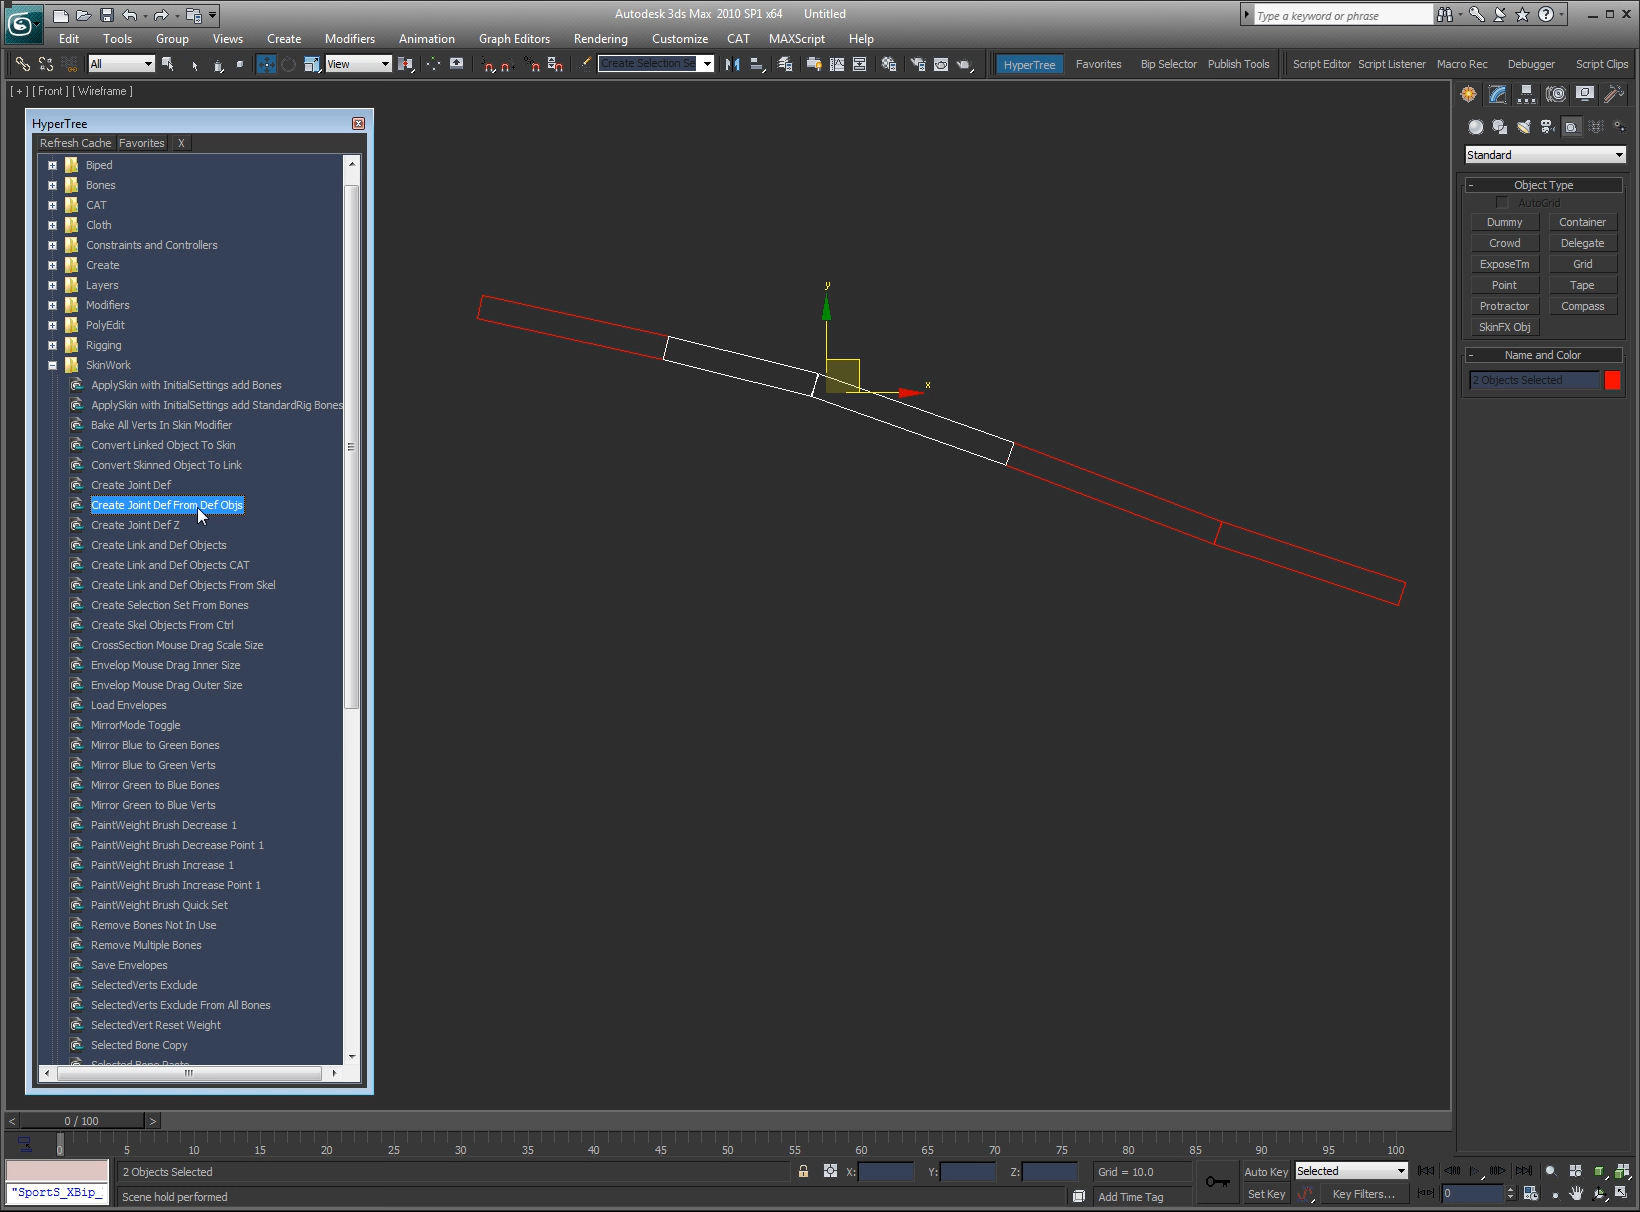 Autodesk 3ds Max 2010 SP1 x64 Untitled
Type a keyword or phrase
Edit Tools Group Views Create Modifiers Animation Graph Editors Rendering Customize CAT MAXScript Help
All View Create Selection Se HyperTree Favorites Bip Selector Publish Tools Script Editor Script Listener Macro Rec Debugger Script Clips
[ + ] [ Front ] [ Wireframe ]
HyperTree
Refresh Cache Favorites X
Biped
Bones
CAT
Cloth
Constraints and Controllers
Create
Layers
Modifiers
PolyEdit
Rigging
SkinWork
ApplySkin with InitialSettings add Bones
ApplySkin with InitialSettings add StandardRig Bones
Bake All Verts In Skin Modifier
Convert Linked Object To Skin
Convert Skinned Object To Link
Create Joint Def
Create Joint Def From Def Objs
Create Joint Def Z
Create Link and Def Objects
Create Link and Def Objects CAT
Create Link and Def Objects From Skel
Create Selection Set From Bones
Create Skel Objects From Ctrl
CrossSection Mouse Drag Scale Size
Envelop Mouse Drag Inner Size
Envelop Mouse Drag Outer Size
Load Envelopes
MirrorMode Toggle
Mirror Blue to Green Bones
Mirror Blue to Green Verts
Mirror Green to Blue Bones
Mirror Green to Blue Verts
PaintWeight Brush Decrease 1
PaintWeight Brush Decrease Point 1
PaintWeight Brush Increase 1
PaintWeight Brush Increase Point 1
PaintWeight Brush Quick Set
Remove Bones Not In Use
Remove Multiple Bones
Save Envelopes
SelectedVerts Exclude
SelectedVerts Exclude From All Bones
SelectedVert Reset Weight
Selected Bone Copy
Selected Bone Paste
y
x
Standard
- Object Type
AutoGrid
Dummy Container
Crowd Delegate
ExposeTm Grid
Point Tape
Protractor Compass
SkinFX Obj
- Name and Color
2 Objects Selected
< 0 / 100 >
0 5 10 15 20 25 30 35 40 45 50 55 60 65 70 75 80 85 90 95 100
2 Objects Selected X: Y: Z: Grid = 10.0 Auto Key Selected
"SportS_XBip_ Scene hold performed Add Time Tag Set Key Key Filters... 0